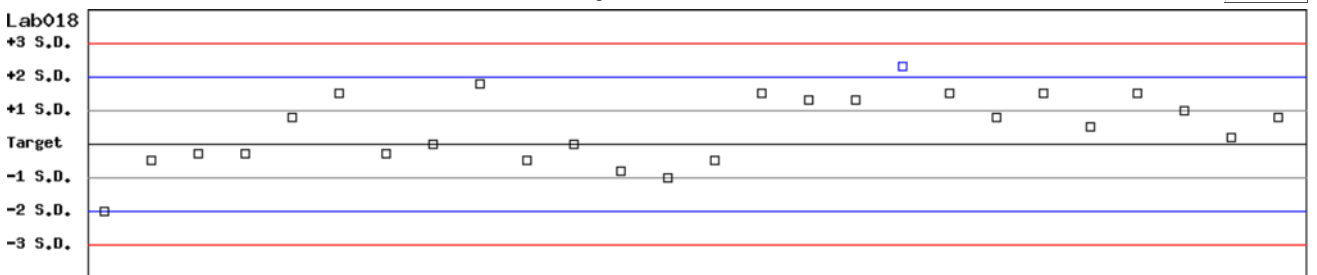 Lab018
+3 S.D.
+2 S.D.
+1 S.D.
Target
-1 S.D.
-2 S.D.
-3 S.D.